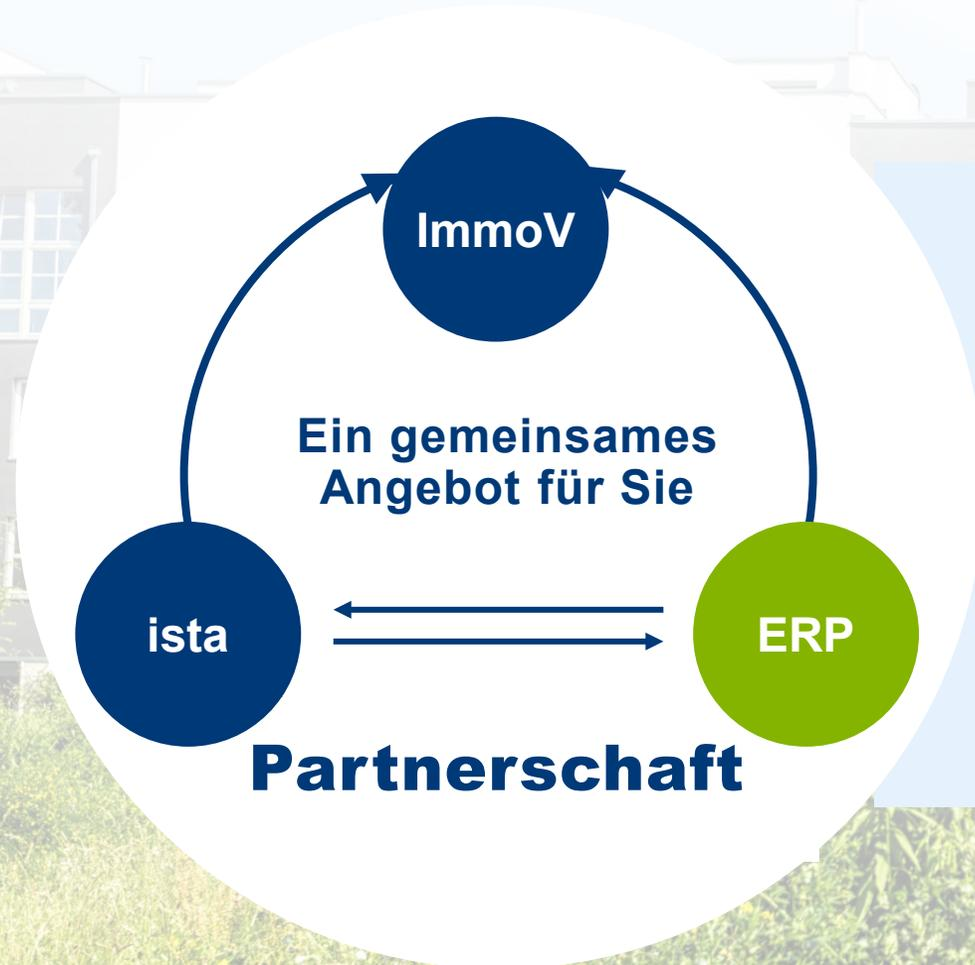 ImmoV
Ein gemeinsames
Angebot für Sie
ista
ERP
Partnerschaft